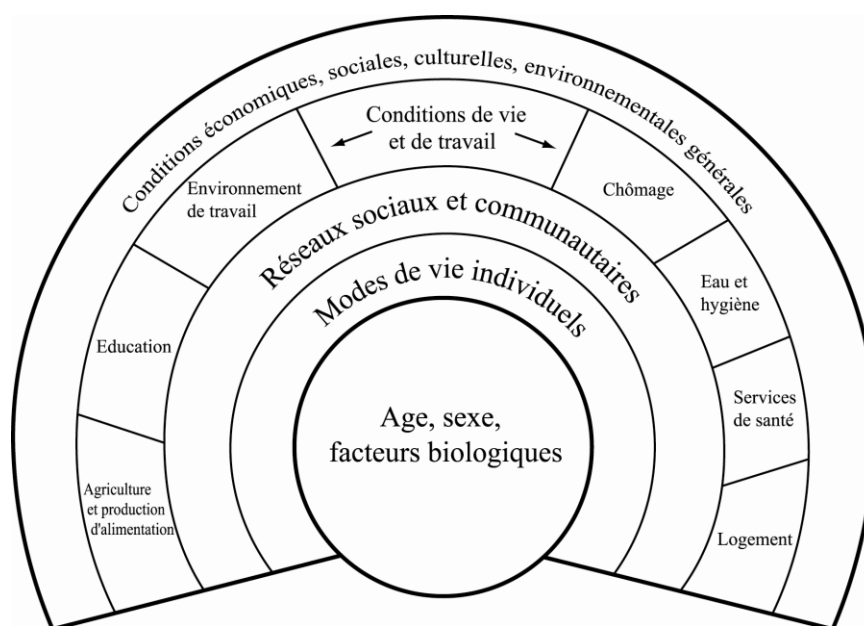 Conditions économiques, sociales, culturelles, environnementales générales
Conditions de vie
et de travail
Environnement
de travail
Chômage
Réseaux sociaux et communautaires
Modes de vie individuels
Eau et
hygiène
Education
Services
de santé
Age, sexe,
facteurs biologiques
Agriculture
et production
d'alimentation
Logement